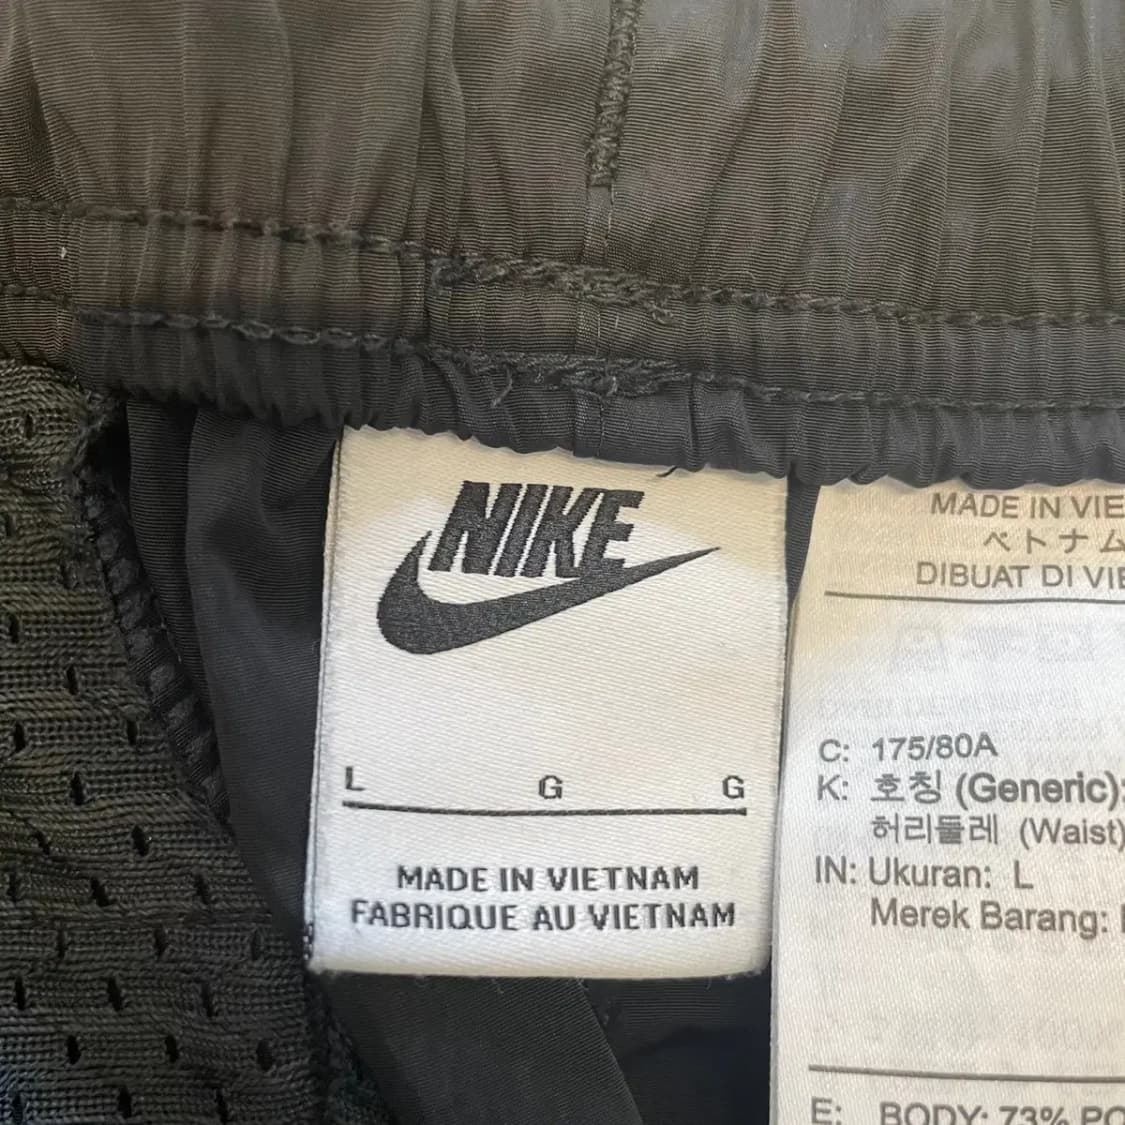 NIKE
L G G
MADE IN VIETNAM
FABRIQUE AU VIETNAM
MADE IN VIE
ベトナム
DIBUAT DI VIE
C: 175/80A
K: 호칭 (Generic):
허리둘레 (Waist)
IN: Ukuran: L
Merek Barang:
E: BODY: 73% PO